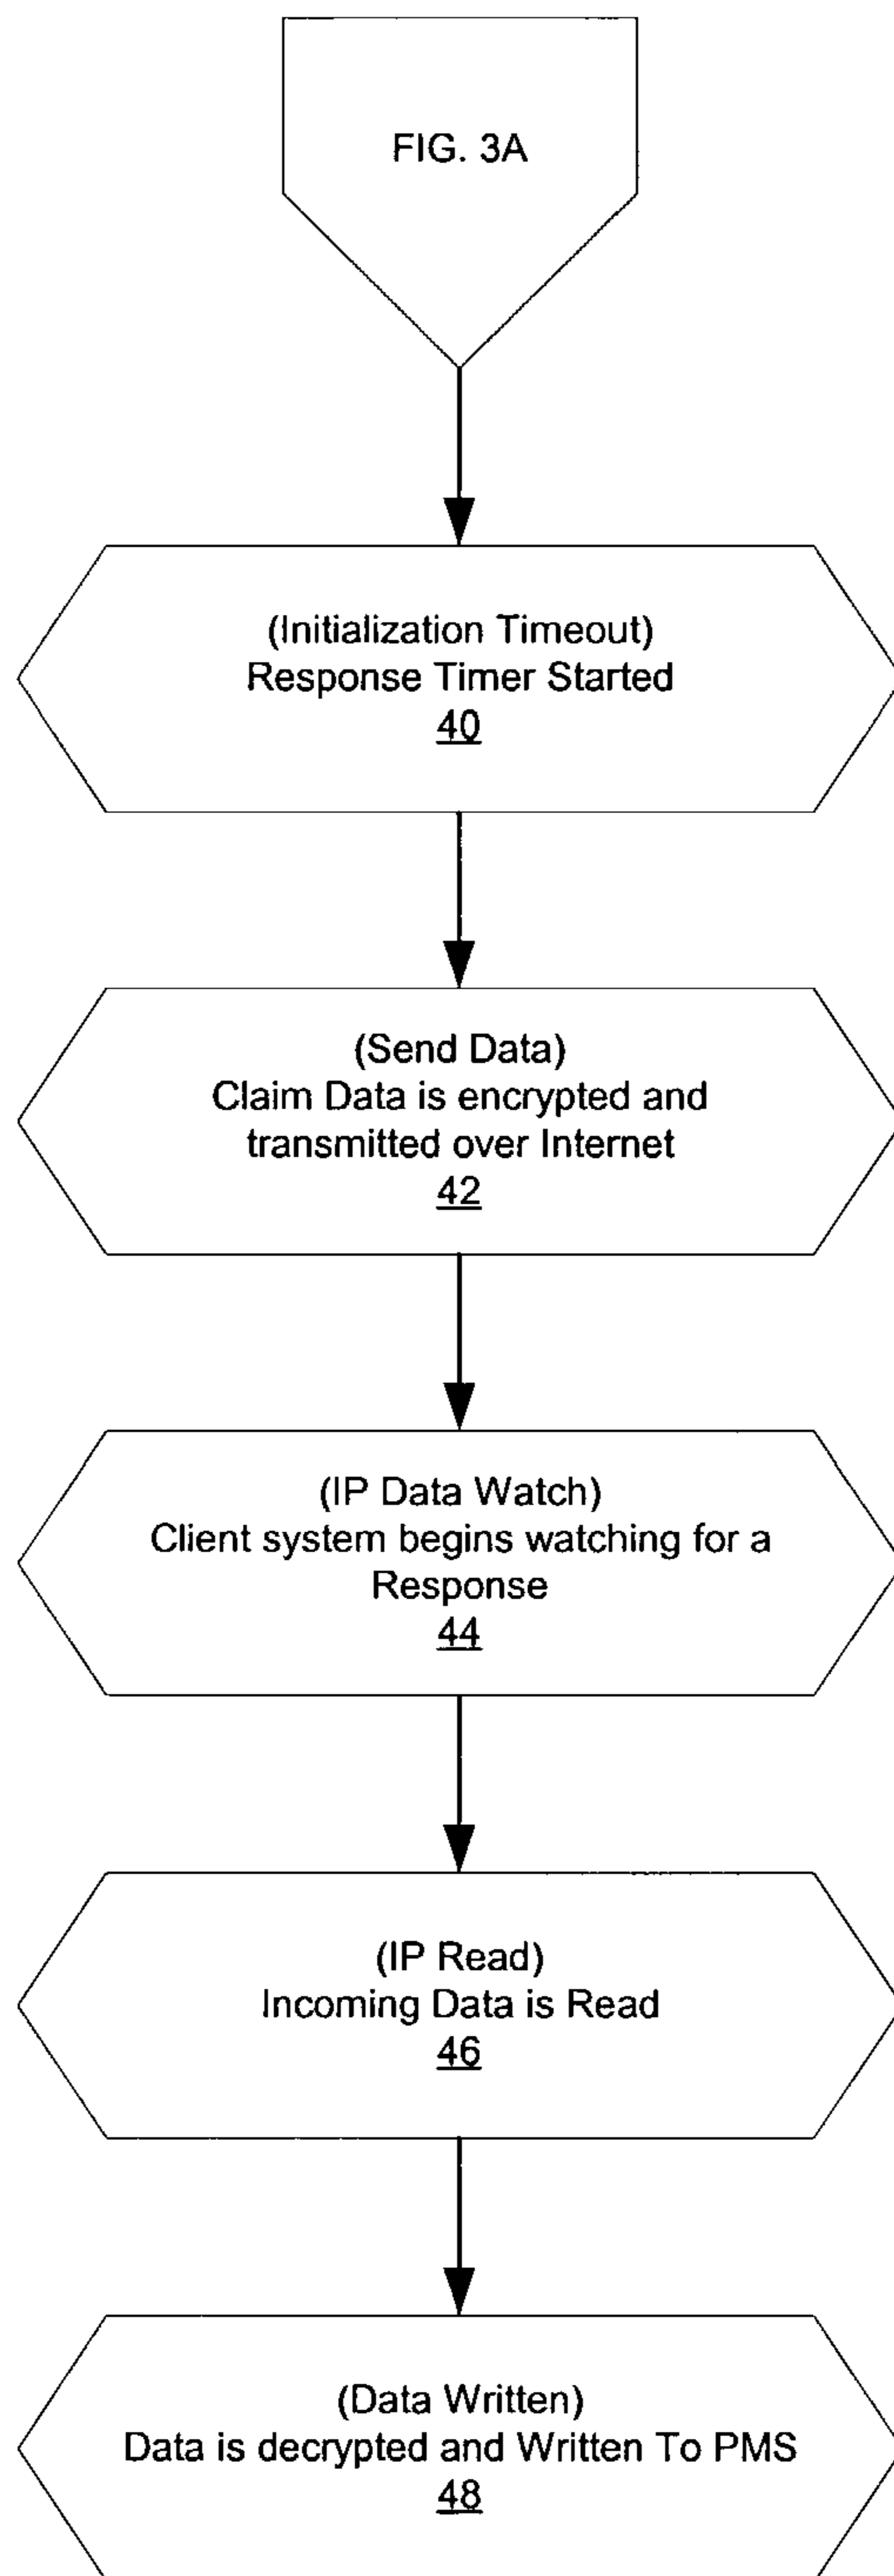 FIG. 3A
(Initialization Timeout)
Response Timer Started
40
(Send Data)
Claim Data is encrypted and
transmitted over Internet
42
(IP Data Watch)
Client system begins watching for a
Response
44
(IP Read)
Incoming Data is Read
46
(Data Written)
Data is decrypted and Written To PMS
48